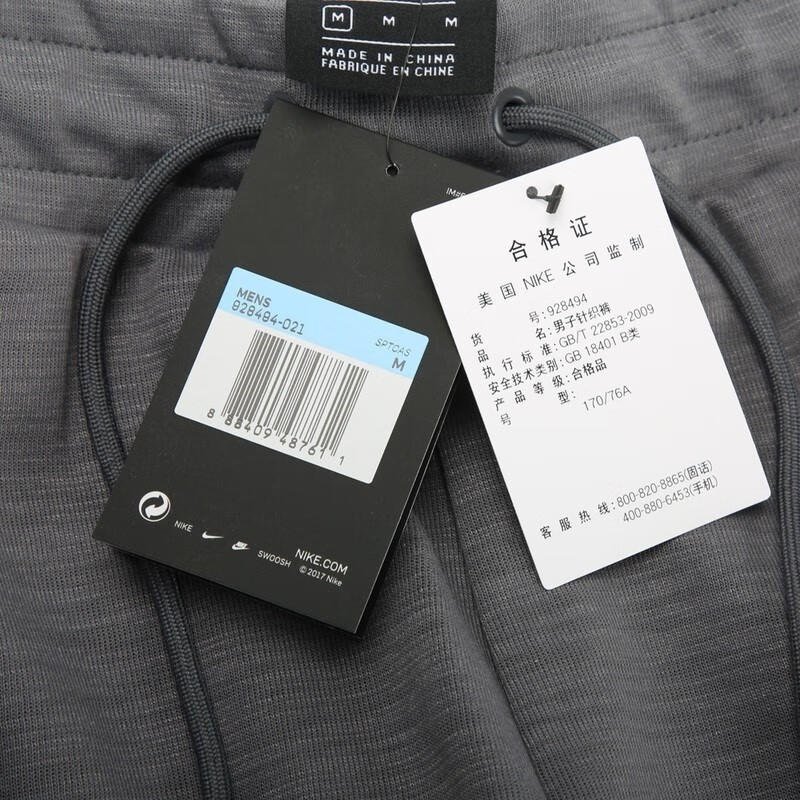 M M M
MADE IN CHINA
FABRIQUE EN CHINE
MENS
928494-021
SPTCAS
M
8 88409 48761 1
NIKE
SWOOSH
NIKE.COM
© 2017 Nike
合格证
美国 NIKE 公司监制
货号:928494
品名:男子针织裤
执行标准:GB/T 22853-2009
安全技术类别:GB 18401 B类
产品等级:合格品
号型: 170/76A
客服热线:800-820-8865(固话)
400-880-6453(手机)